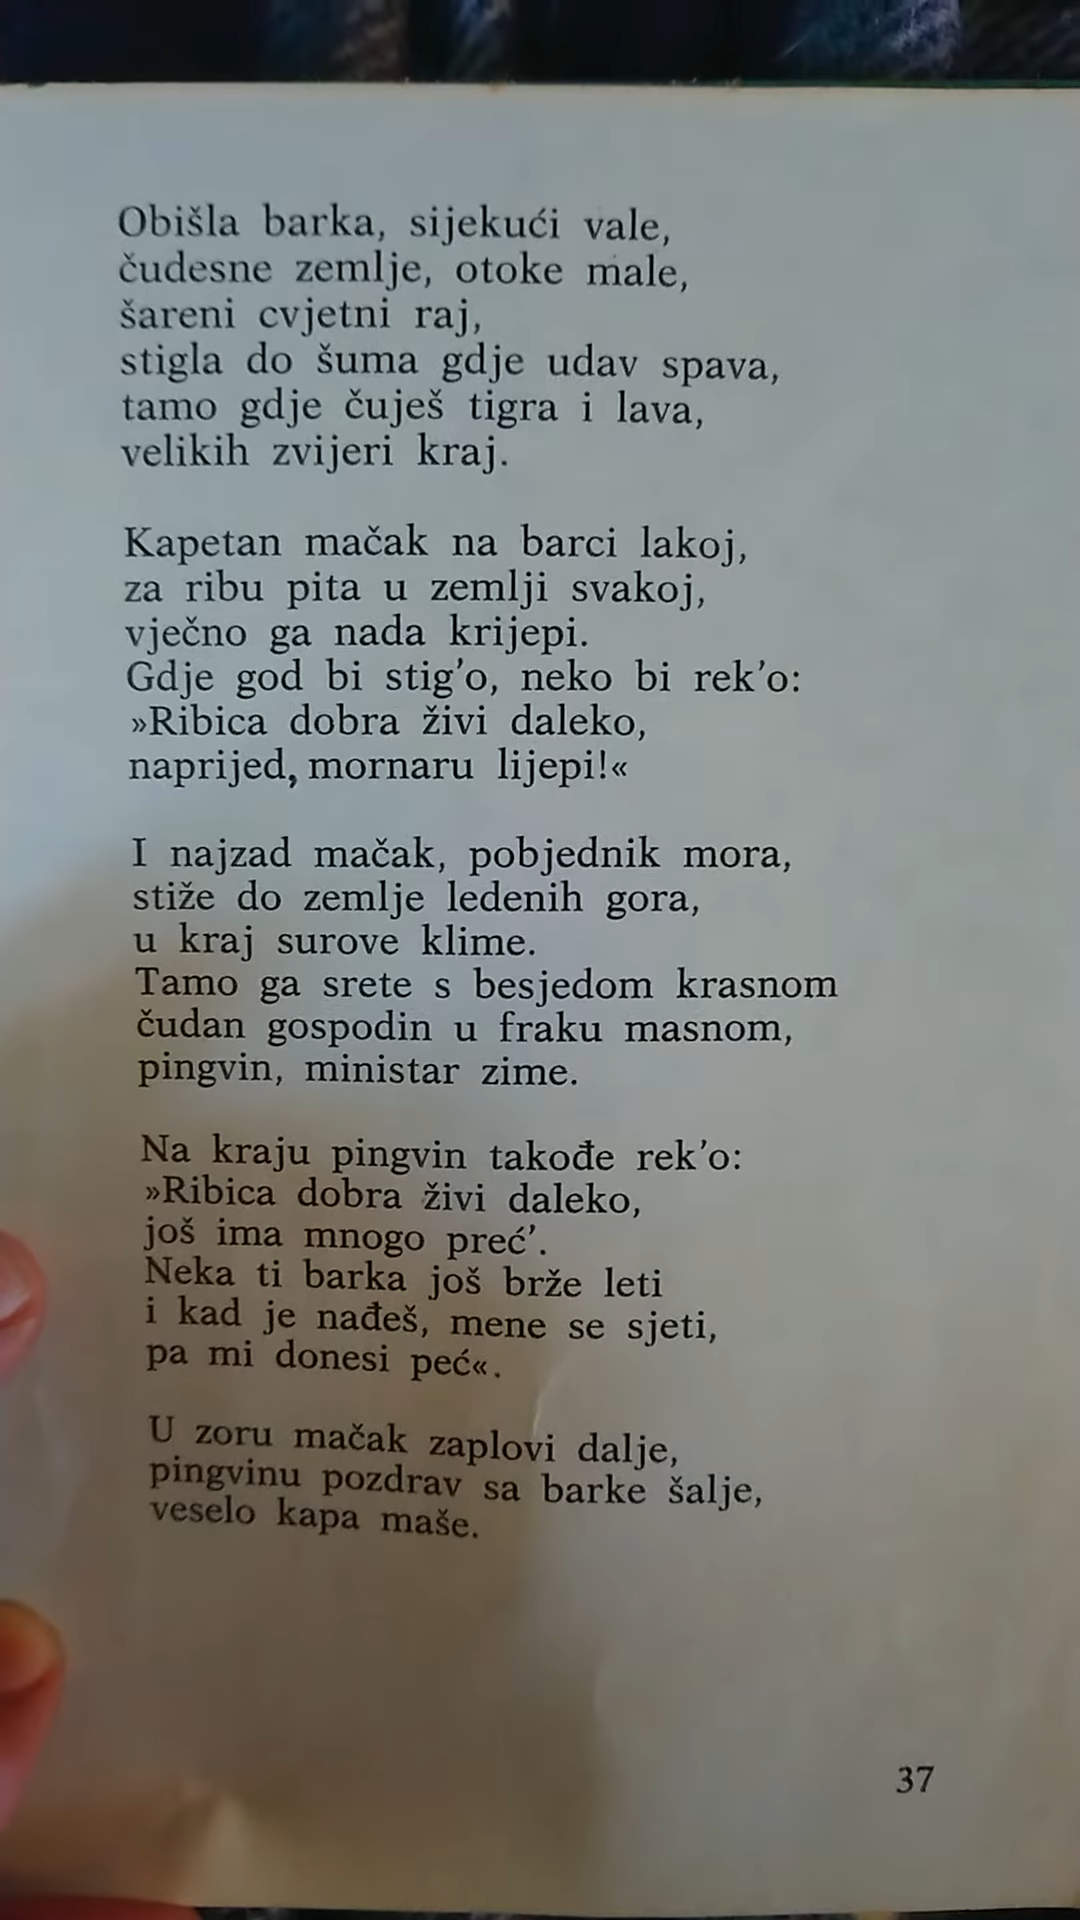 Obišla barka, sijekući vale,
čudesne zemlje, otoke male,
šareni cvjetni raj,
stigla do šuma gdje udav spava,
tamo gdje čuješ tigra i lava,
velikih zvijeri kraj.
Kapetan mačak na barci lakoj,
za ribu pita u zemlji svakoj,
vječno ga nada krijepi.
Gdje god bi stig’o, neko bi rek’o:
»Ribica dobra živi daleko,
naprijed, mornaru lijepi!«
I najzad mačak, pobjednik mora,
stiže do zemlje ledenih gora,
u kraj surove klime.
Tamo ga srete s besjedom krasnom
čudan gospodin u fraku masnom,
pingvin, ministar zime.
Na kraju pingvin takođe rek’o:
»Ribica dobra živi daleko,
još ima mnogo preć’.
Neka ti barka još brže leti
i kad je nađeš, mene se sjeti,
pa mi donesi peć«.
U zoru mačak zaplovi dalje,
pingvinu pozdrav sa barke šalje,
veselo kapa maše.
37